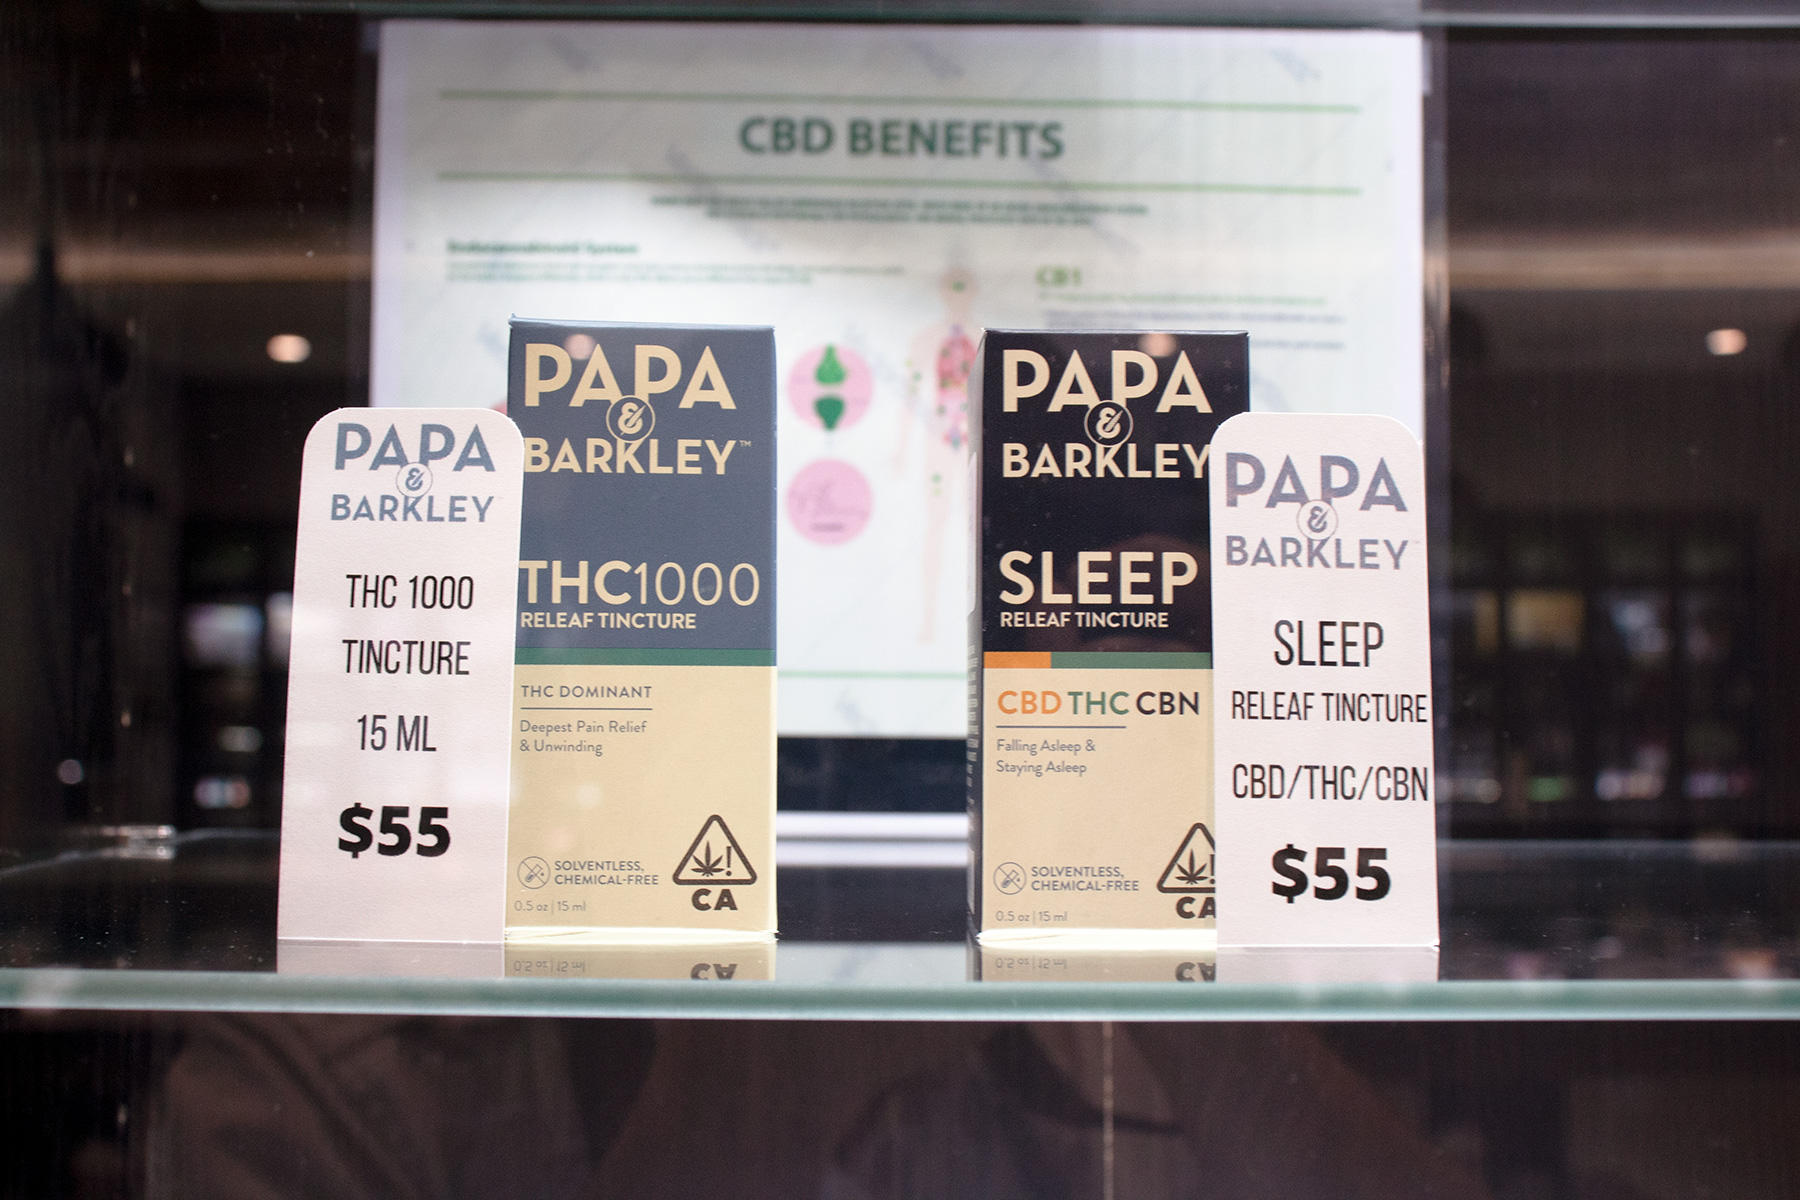 CBD BENEFITS
Endocannabinoid System
CB1
PAPA
&
BARKLEY
THC 1000
TINCTURE
15 ML
$55
PAPA
&
BARKLEY™
THC1000
RELEAF TINCTURE
THC DOMINANT
Deepest Pain Relief
& Unwinding
SOLVENTLESS,
CHEMICAL-FREE
CA
0.5 oz | 15 ml
PAPA
&
BARKLEY
SLEEP
RELEAF TINCTURE
CBD THC CBN
Falling Asleep &
Staying Asleep
SOLVENTLESS,
CHEMICAL-FREE
CA
0.5 oz | 15 ml
PAPA
&
BARKLEY
SLEEP
RELEAF TINCTURE
CBD/THC/CBN
$55